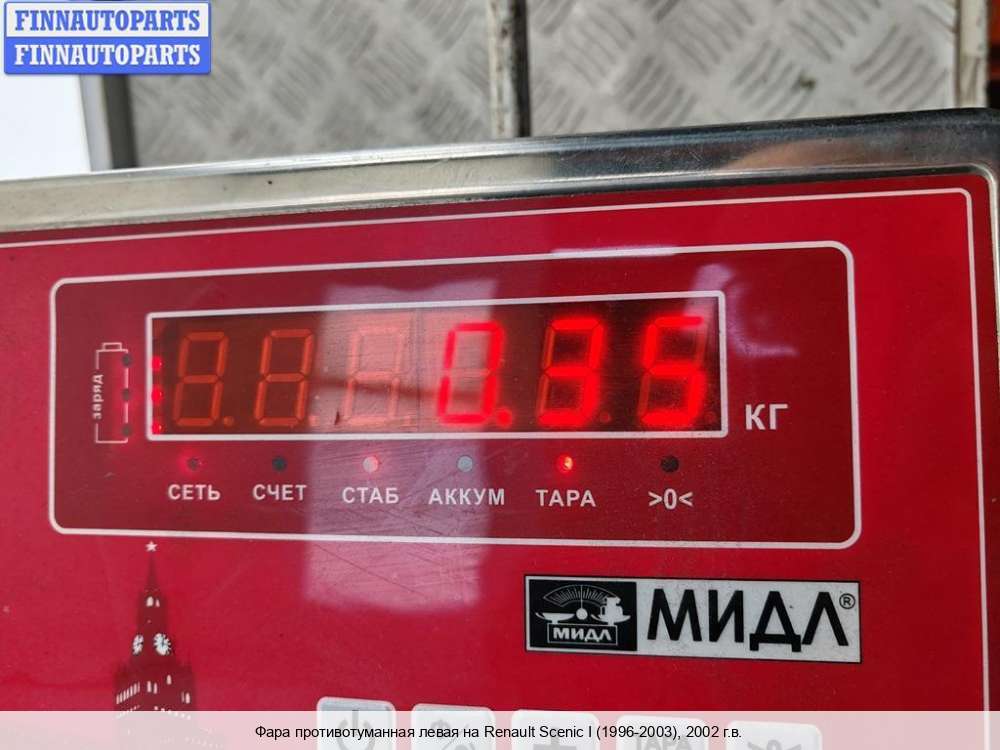 FINNAUTOPARTS
FINNAUTOPARTS
заряд
0.35
КГ
СЕТЬ СЧЕТ СТАБ АККУМ ТАРА >0<
МИДЛ МИДЛ®
ТАРА
Фара противотуманная левая на Renault Scenic I (1996-2003), 2002 г.в.